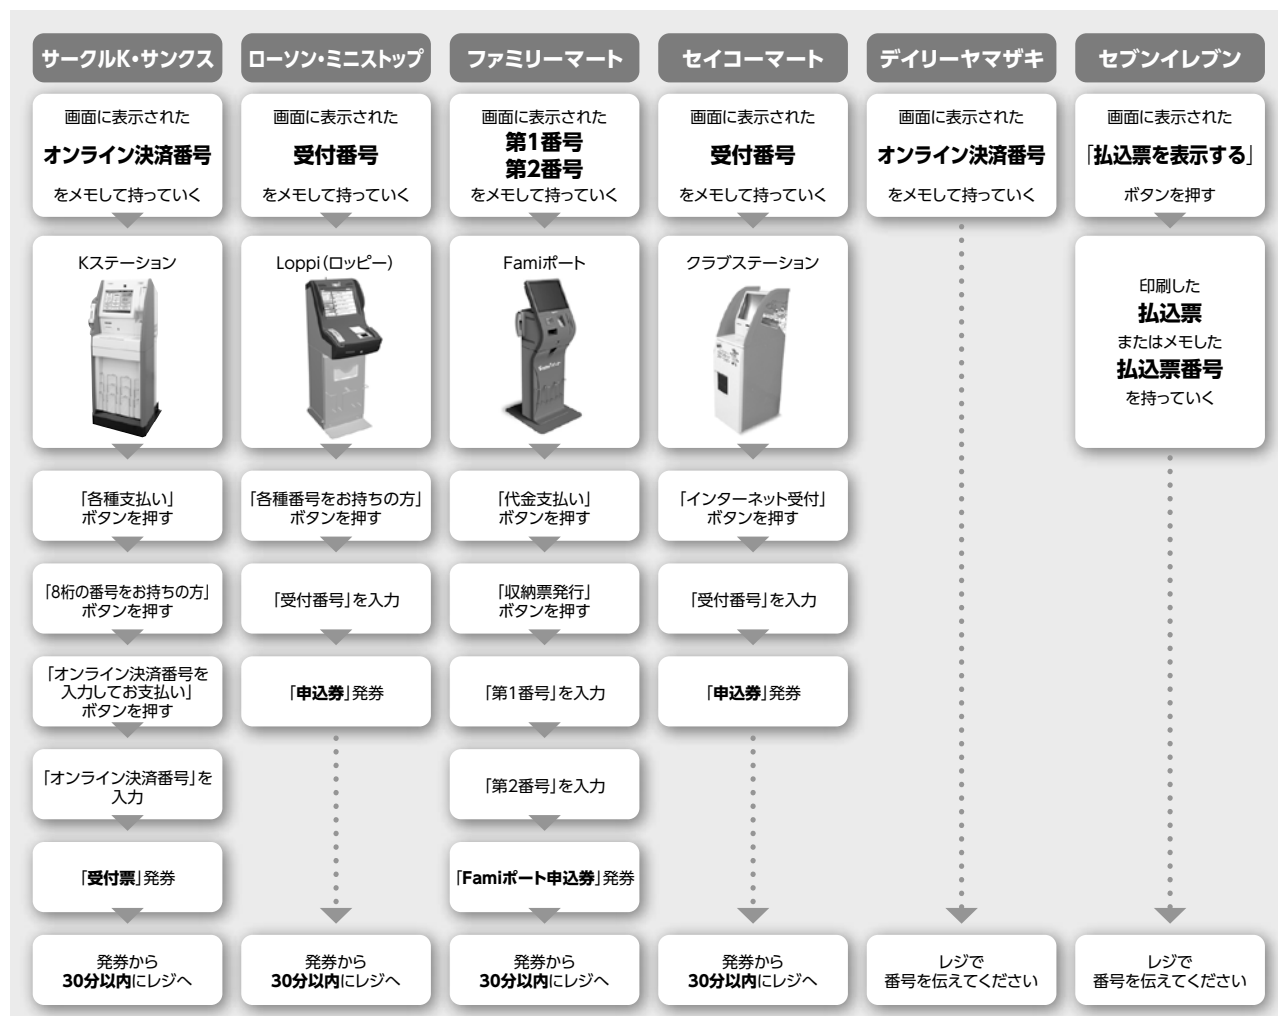 サークルK・サンクス
画面に表示された
オンライン決済番号
をメモして持っていく
Kステーション
「各種支払い」
ボタンを押す
「8桁の番号をお持ちの方」
ボタンを押す
「オンライン決済番号を
入力してお支払い」
ボタンを押す
「オンライン決済番号」を
入力
「受付票」発券
発券から
30分以内にレジへ
ローソン・ミニストップ
画面に表示された
受付番号
をメモして持っていく
Loppi(ロッピー)
「各種番号をお持ちの方」
ボタンを押す
「受付番号」を入力
「申込券」発券
発券から
30分以内にレジへ
ファミリーマート
画面に表示された
第1番号
第2番号
をメモして持っていく
Famiポート
「代金支払い」
ボタンを押す
「収納票発行」
ボタンを押す
「第1番号」を入力
「第2番号」を入力
「Famiポート申込券」発券
発券から
30分以内にレジへ
セイコーマート
画面に表示された
受付番号
をメモして持っていく
クラブステーション
「インターネット受付」
ボタンを押す
「受付番号」を入力
「申込券」発券
発券から
30分以内にレジへ
デイリーヤマザキ
画面に表示された
オンライン決済番号
をメモして持っていく
レジで
番号を伝えてください
セブンイレブン
画面に表示された
「払込票を表示する」
ボタンを押す
印刷した
払込票
またはメモした
払込票番号
を持っていく
レジで
番号を伝えてください